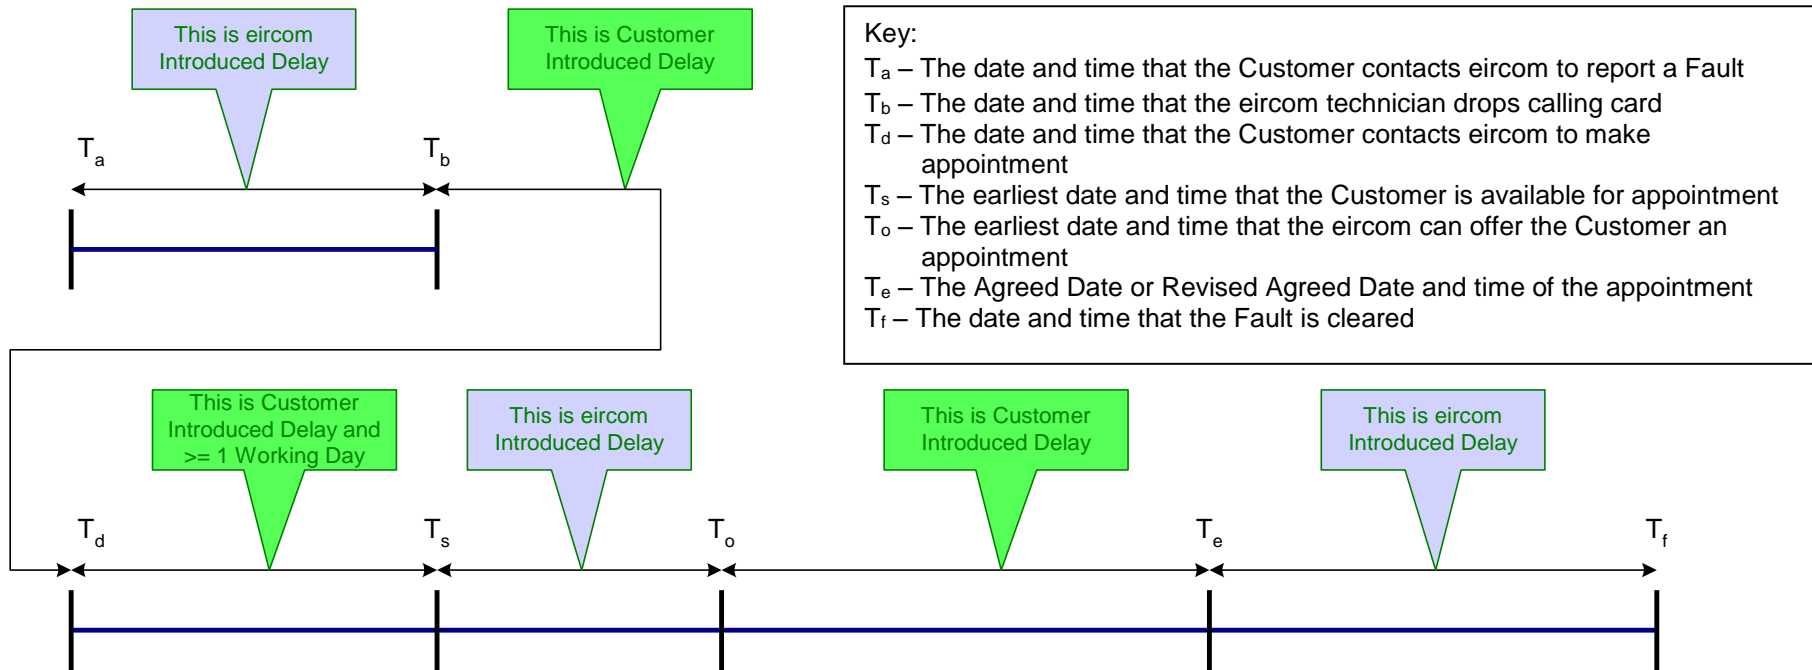 This is eircom
Introduced Delay
This is Customer
Introduced Delay
Key:
Ta – The date and time that the Customer contacts eircom to report a Fault
Tb – The date and time that the eircom technician drops calling card
Td – The date and time that the Customer contacts eircom to make
appointment
Ts – The earliest date and time that the Customer is available for appointment
To – The earliest date and time that the eircom can offer the Customer an
appointment
Te – The Agreed Date or Revised Agreed Date and time of the appointment
Tf – The date and time that the Fault is cleared
Ta
Tb
This is Customer
Introduced Delay and
>= 1 Working Day
This is eircom
Introduced Delay
This is Customer
Introduced Delay
This is eircom
Introduced Delay
Td
Ts
To
Te
Tf